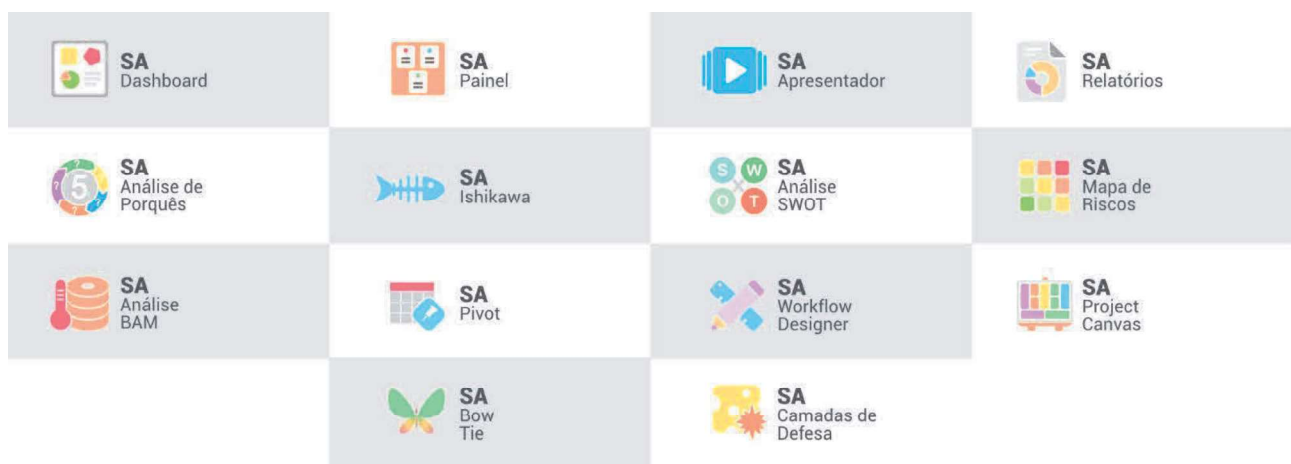 SA
Dashboard
SA
Painel
SA
Apresentador
SA
Relatórios
5
SA
Análise de
Porquês
SA
Ishikawa
S W
O T
SA
Análise
SWOT
SA
Mapa de
Riscos
SA
Análise
BAM
SA
Pivot
SA
Workflow
Designer
SA
Project
Canvas
SA
Bow
Tie
SA
Camadas de
Defesa